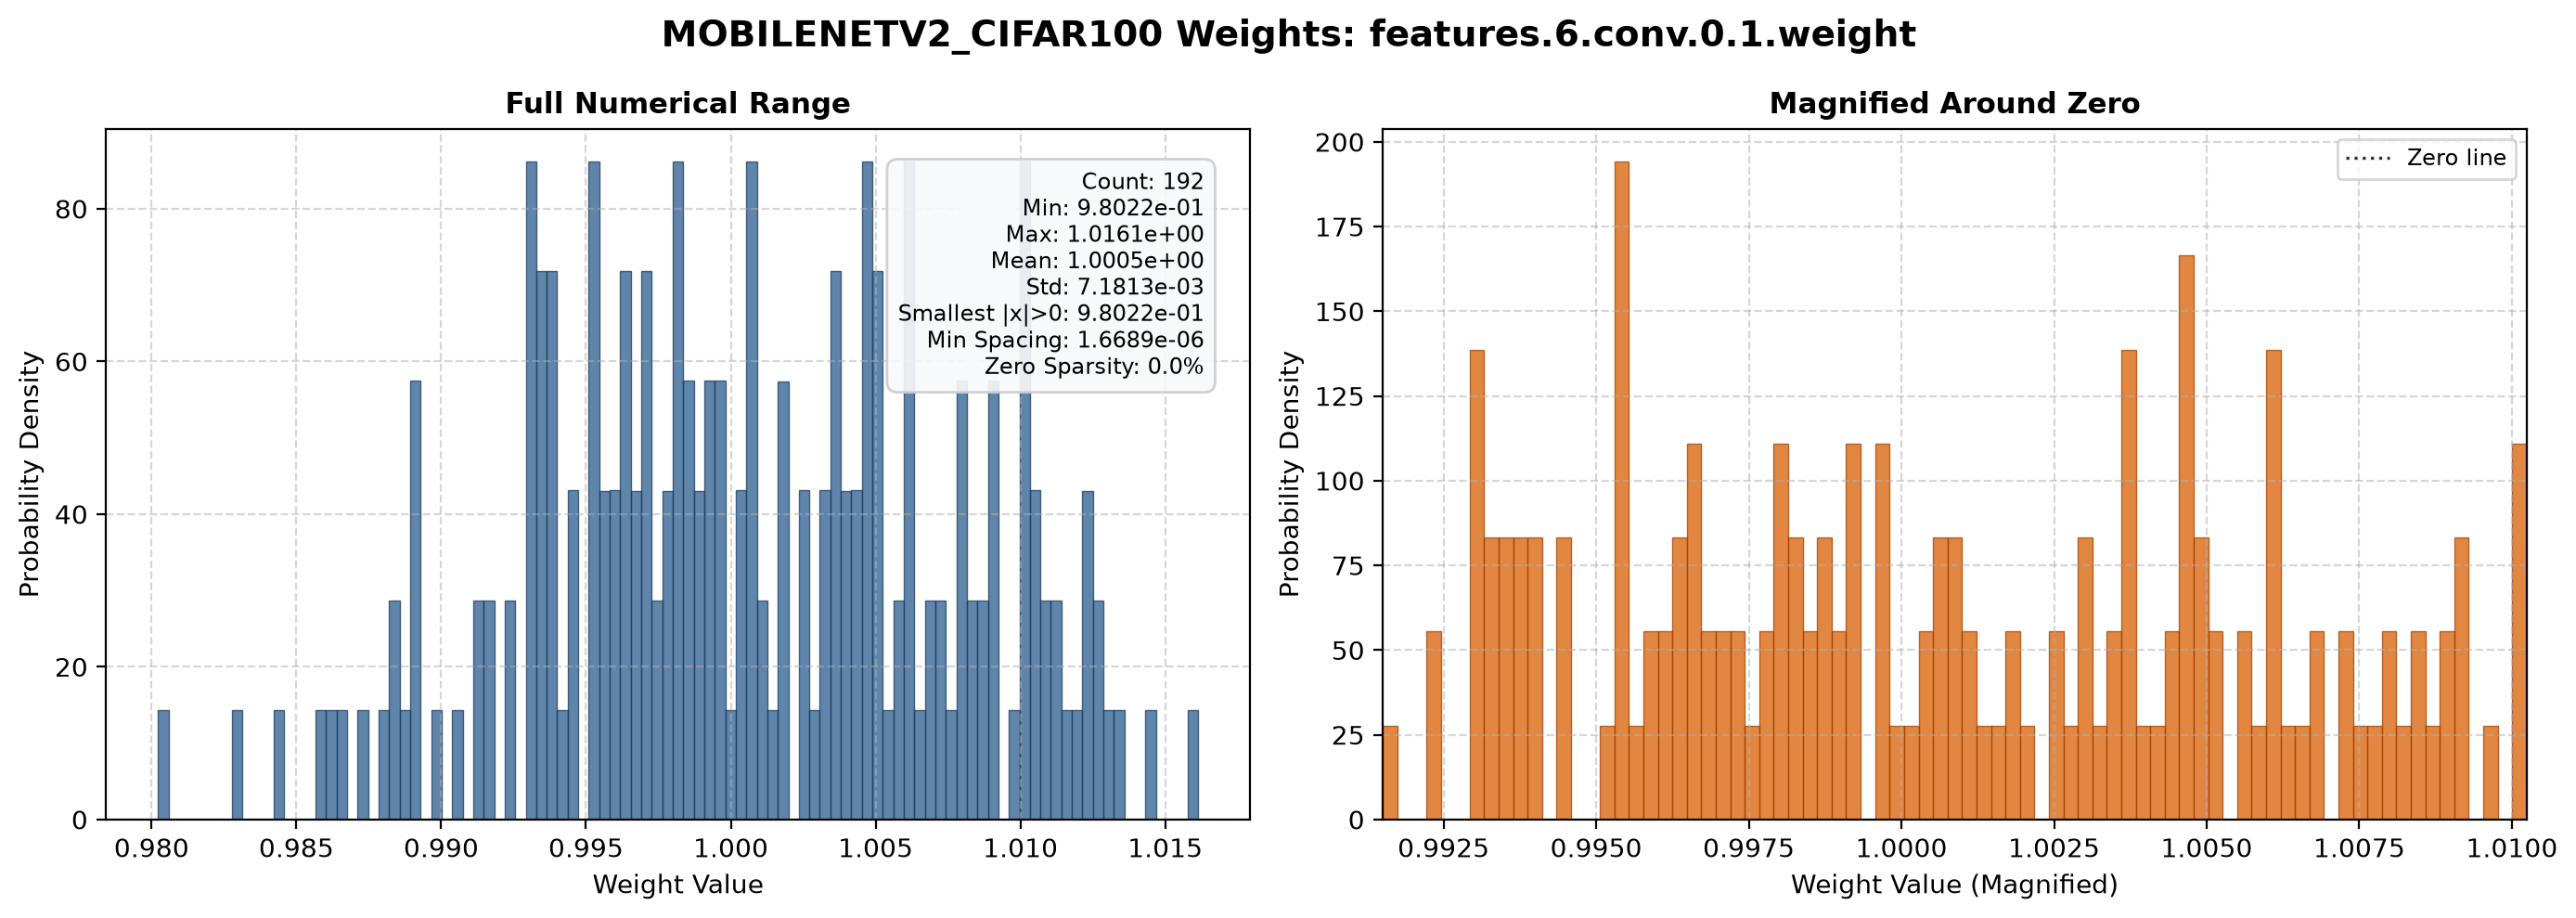 MOBILENETV2_CIFAR100 Weights: features.6.conv.0.1.weight
Full Numerical Range
Probability Density
80
60
40
20
0
Count: 192
Min: 9.8022e-01
Max: 1.0161e+00
Mean: 1.0005e+00
Std: 7.1813e-03
Smallest |x|>0: 9.8022e-01
Min Spacing: 1.6689e-06
Zero Sparsity: 0.0%
0.980 0.985 0.990 0.995 1.000 1.005 1.010 1.015
Weight Value
Magnified Around Zero
Probability Density
200
175
150
125
100
75
50
25
0
Zero line
0.9925 0.9950 0.9975 1.0000 1.0025 1.0050 1.0075 1.0100
Weight Value (Magnified)